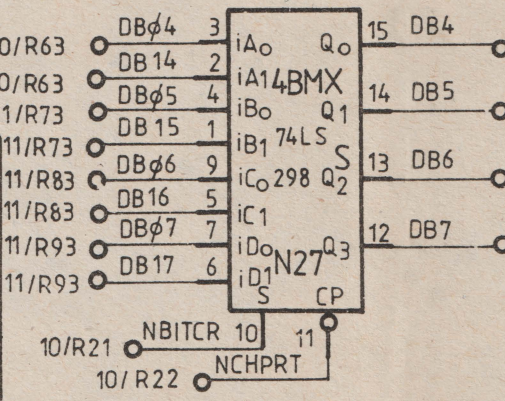 0/R63 DBø4 3 iA0 Q0 15 DB4
0/R63 DB14 2 iA1 4BMX
1/R73 DBø5 4 iB0 Q1 14 DB5
11/R73 DB15 1 iB1 74LS S
11/R83 DBø6 9 iC0 298 Q2 13 DB6
11/R83 DB16 5 iC1
11/R93 DBø7 7 iD0 Q3 12 DB7
11/R93 DB17 6 iD1 N27
S CP
10/R21 NBITCR 10 11
10/R22 NCHPRT